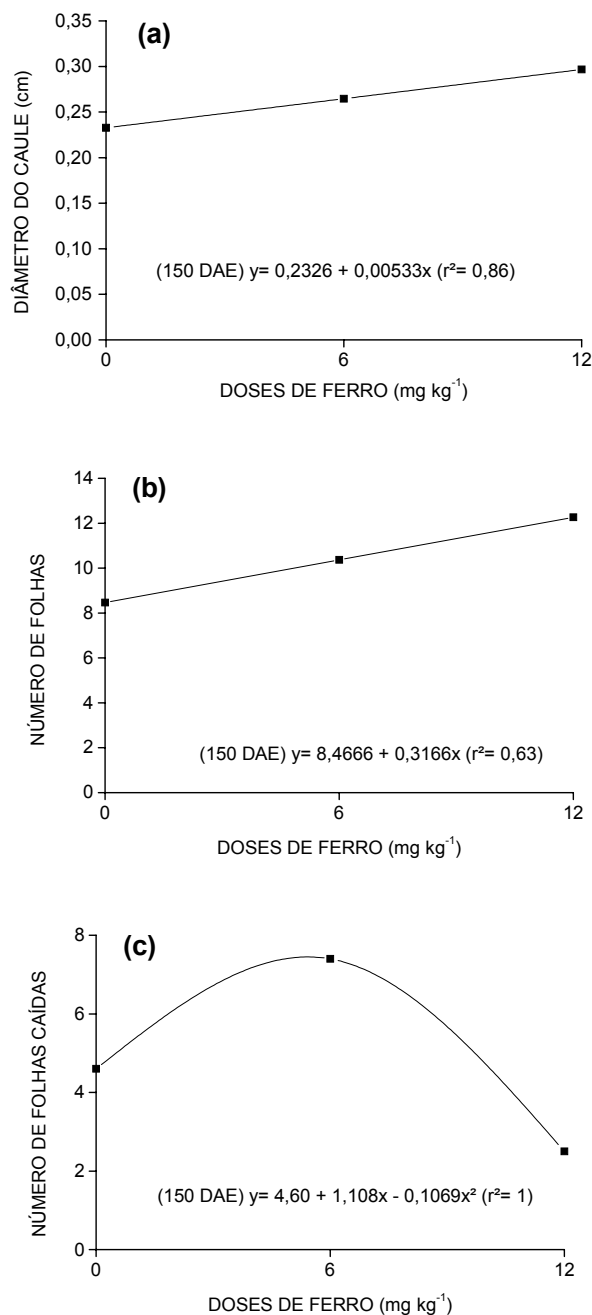 (a)
DIÂMETRO DO CAULE (cm)
0,35
0,30
0,25
0,20
0,15
0,10
0,05
0,00
(150 DAE) y= 0,2326 + 0,00533x (r²= 0,86)
0 6 12
DOSES DE FERRO (mg kg⁻¹)
(b)
NÚMERO DE FOLHAS
14
12
10
8
6
4
2
0
(150 DAE) y= 8,4666 + 0,3166x (r²= 0,63)
0 6 12
DOSES DE FERRO (mg kg⁻¹)
(c)
NÚMERO DE FOLHAS CAÍDAS
8
6
4
2
0
(150 DAE) y= 4,60 + 1,108x - 0,1069x² (r²= 1)
0 6 12
DOSES DE FERRO (mg kg⁻¹)